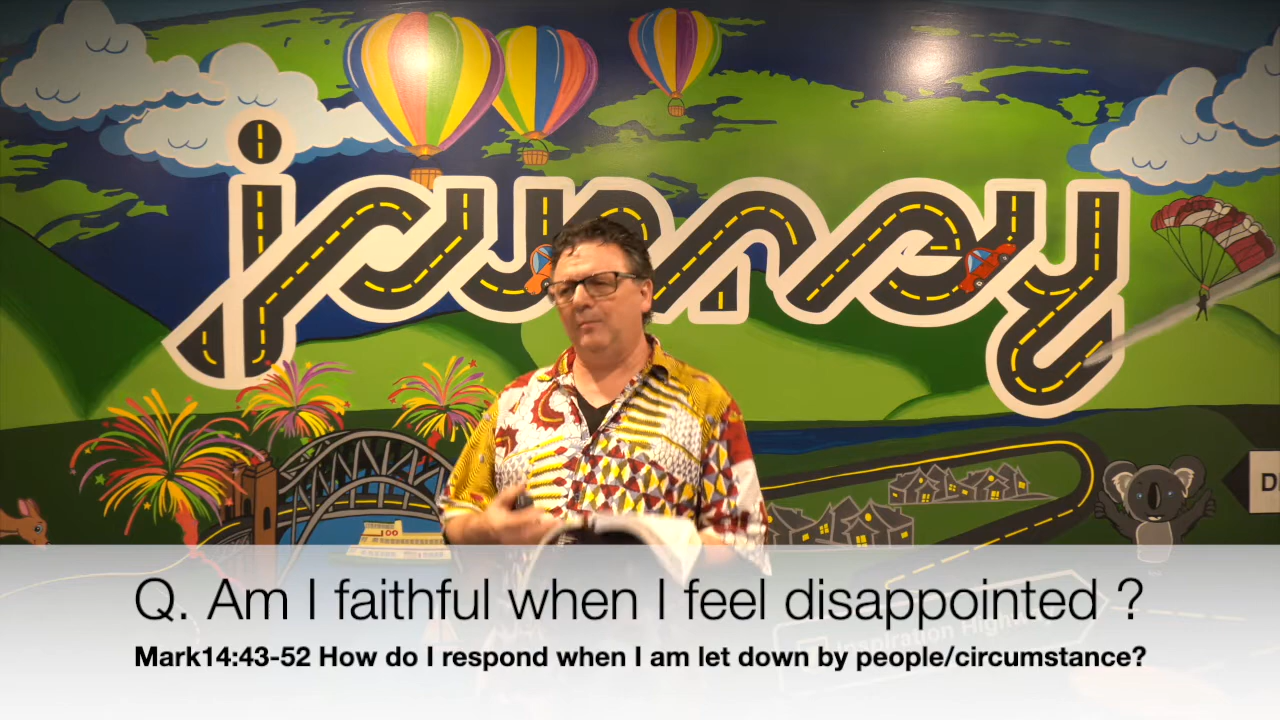 journey
D
Q. Am I faithful when I feel disappointed ?
Inspiration
Mark14:43-52 How do I respond when I am let down by people/circumstance?